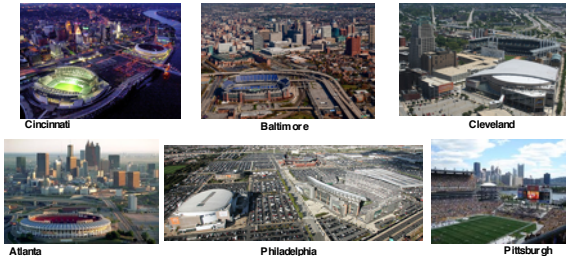 Cincinnati
Baltimore
Cleveland
Atlanta
Philadelphia
Pittsburgh